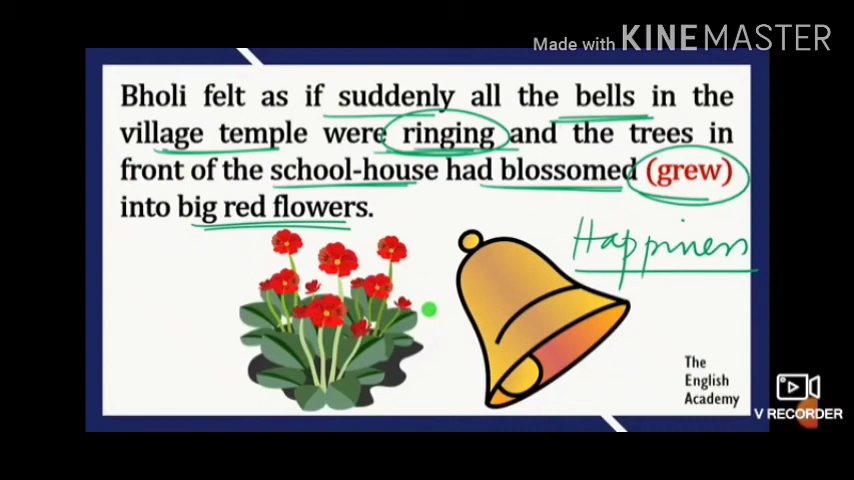 Made with KINEMASTER
Bholi felt as if suddenly all the bells in the
village temple were ringing and the trees in
front of the school-house had blossomed (grew)
into big red flowers.
Happiness
The
English
Academy
V RECORDER